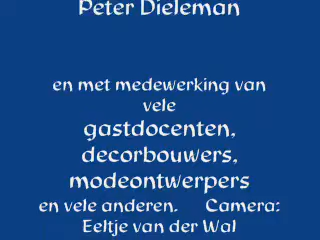 Peter Dieleman
en met medewerking van
vele
gastdocenten,
decorbouwers,
modeontwerpers
en vele anderen. Camera:
Eeltje van der Wal